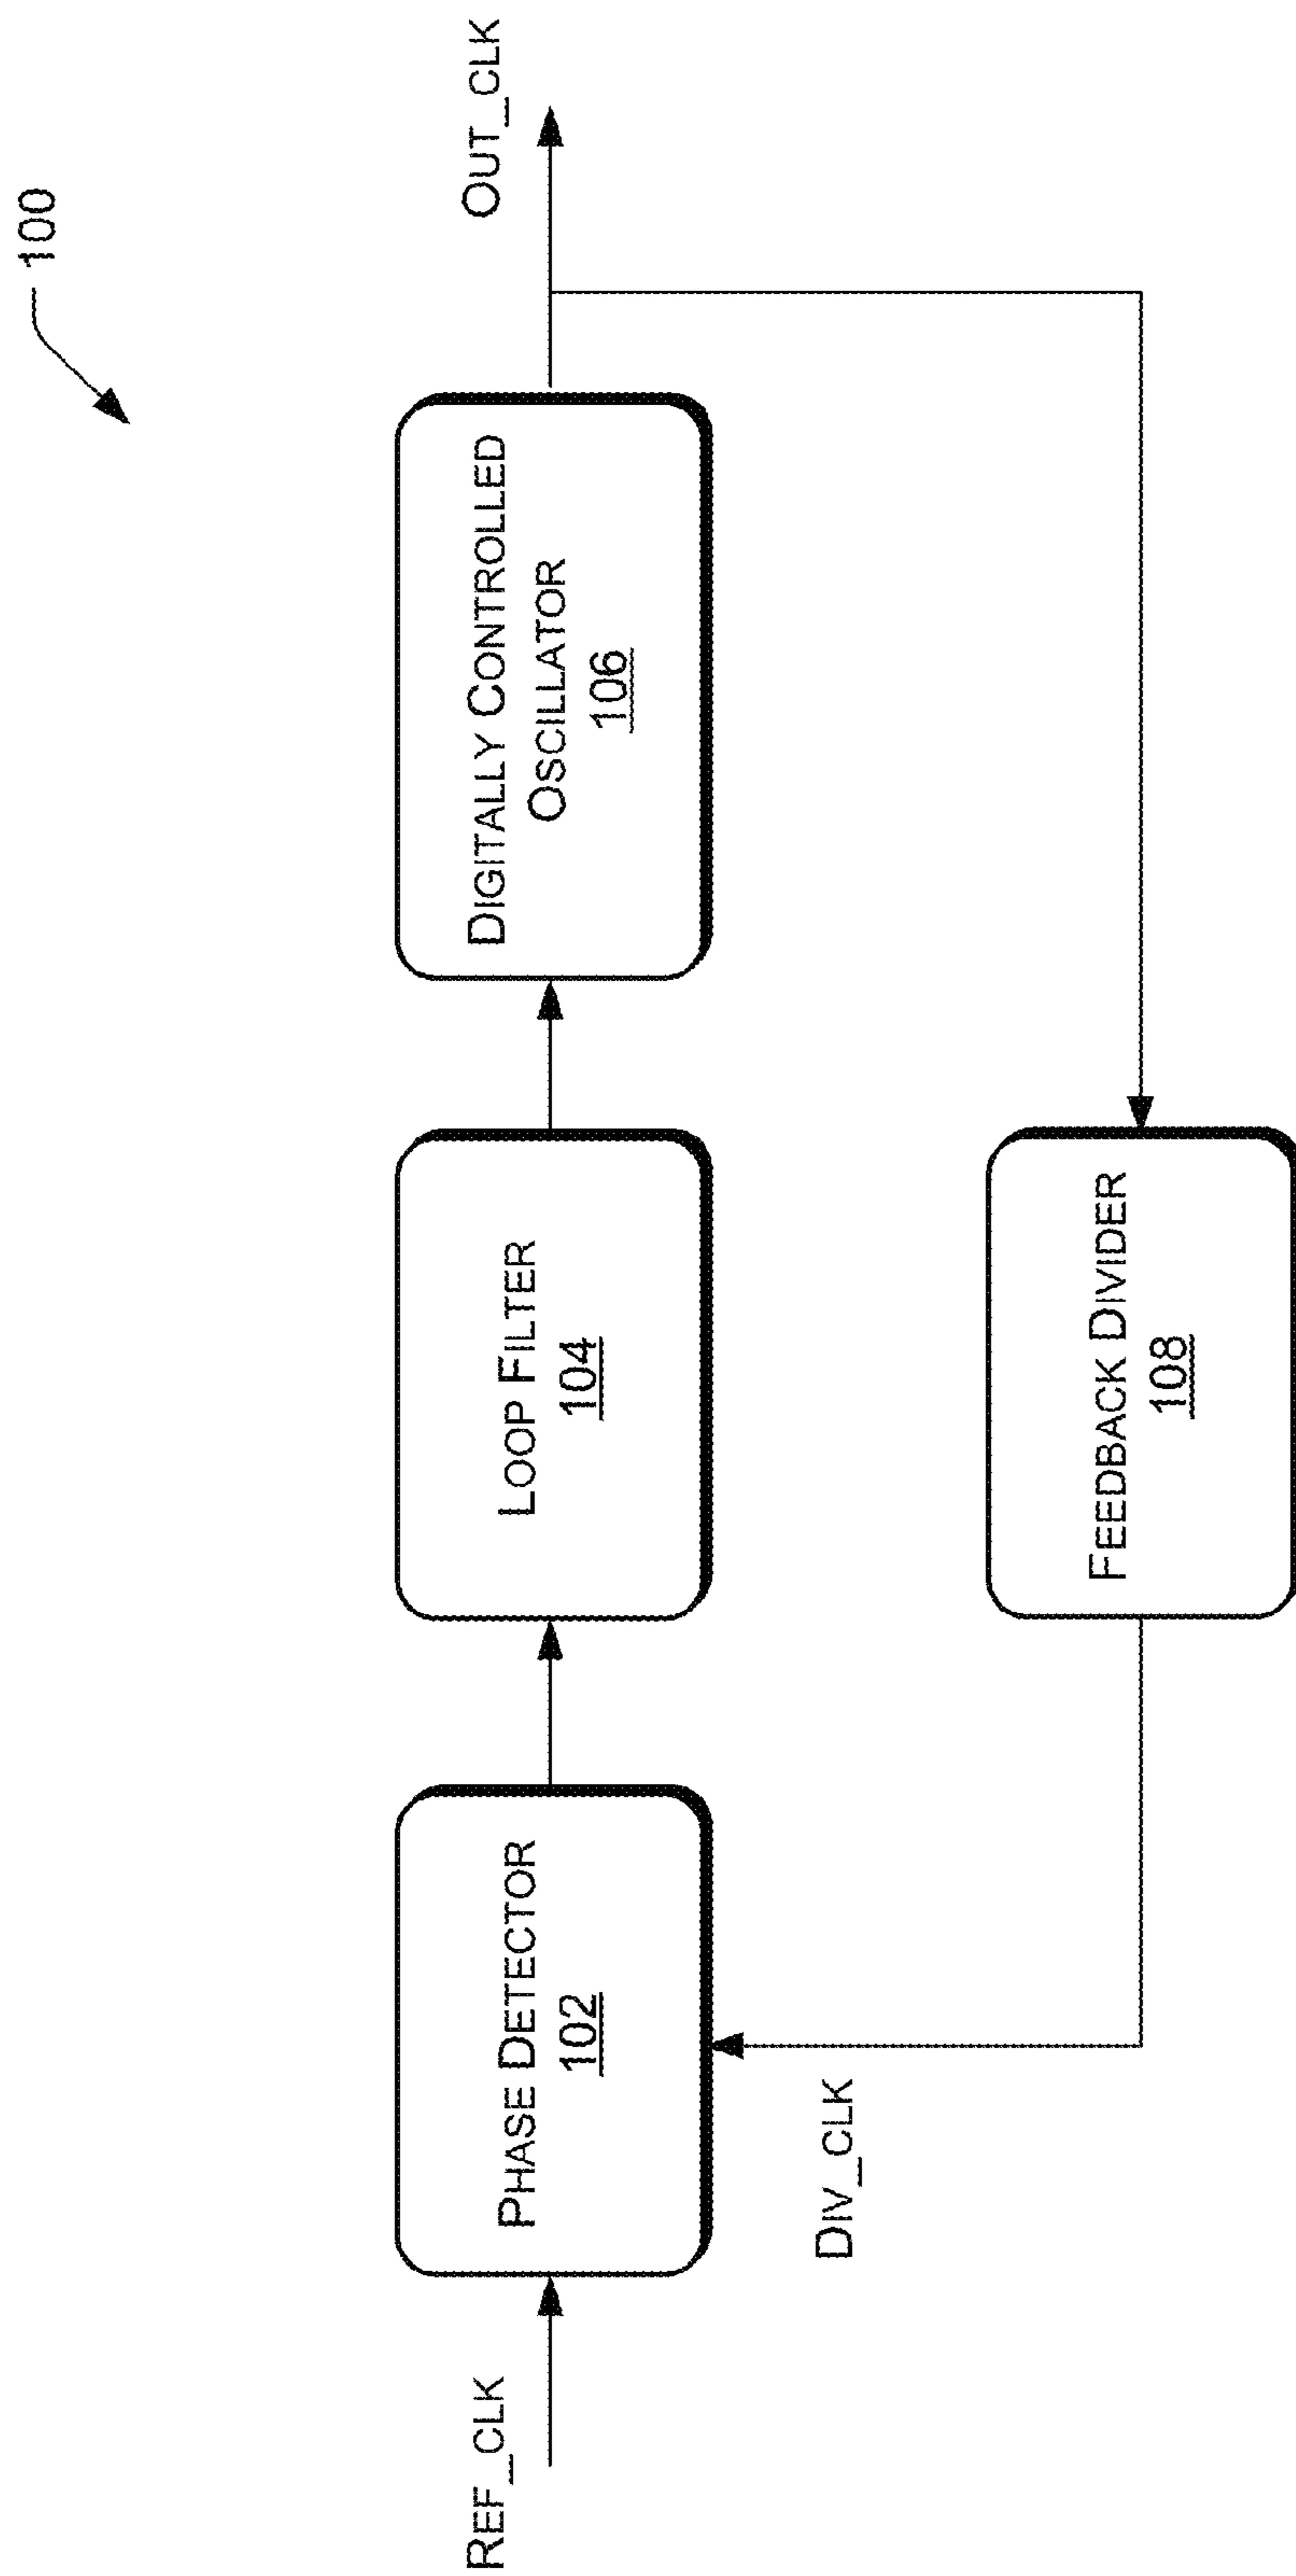 100
REF_CLK
PHASE DETECTOR
102
LOOP FILTER
104
DIGITALLY CONTROLLED
OSCILLATOR
106
OUT_CLK
DIV_CLK
FEEDBACK DIVIDER
108